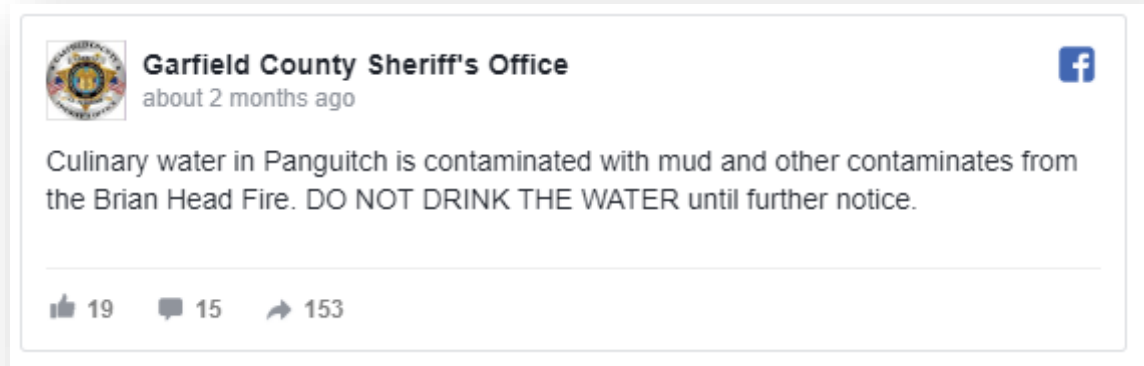 Garfield County Sheriff's Office
about 2 months ago
Culinary water in Panguitch is contaminated with mud and other contaminates from
the Brian Head Fire. DO NOT DRINK THE WATER until further notice.
19 15 153